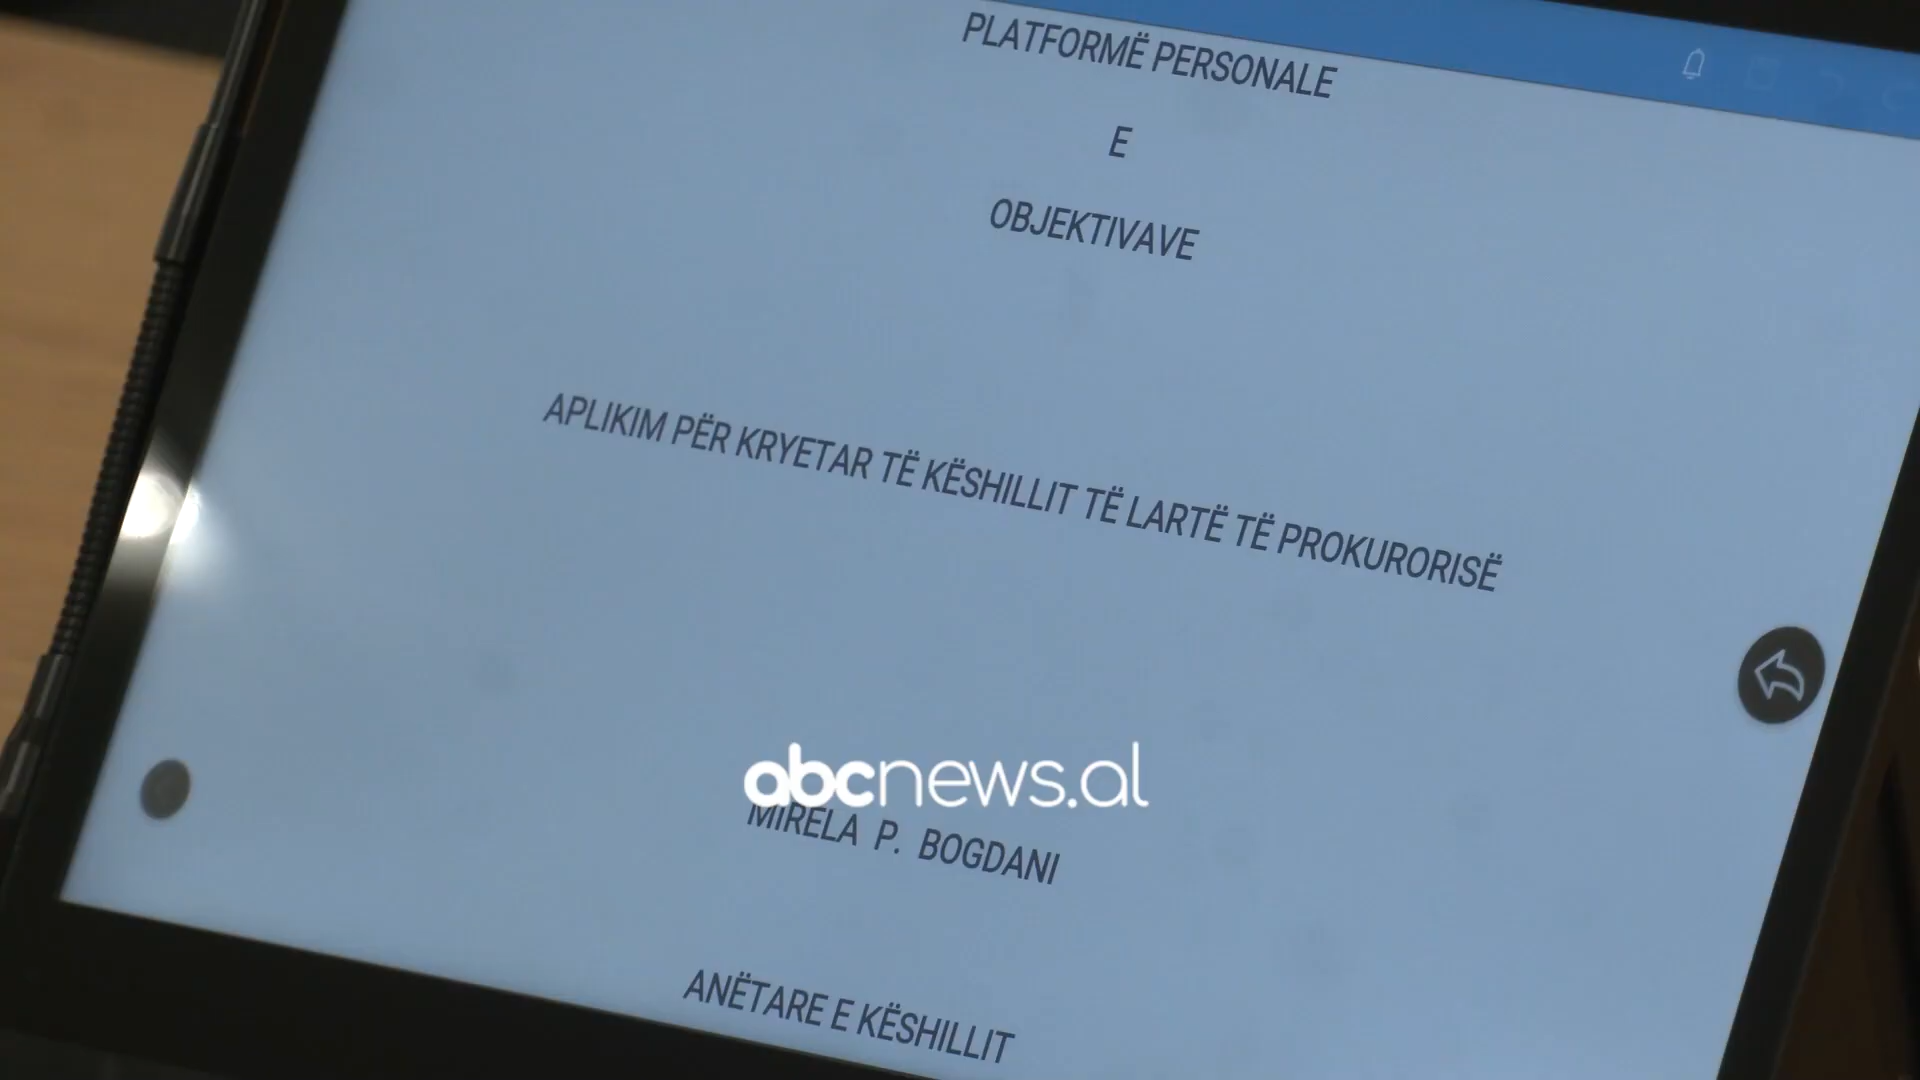 PLATFORMË PERSONALE
E
OBJEKTIVAVE
APLIKIM PËR KRYETAR TË KËSHILLIT TË LARTË TË PROKURORISË
abcnews.al
MIRELA P. BOGDANI
ANËTARE E KËSHILLIT